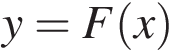 y = F(x)